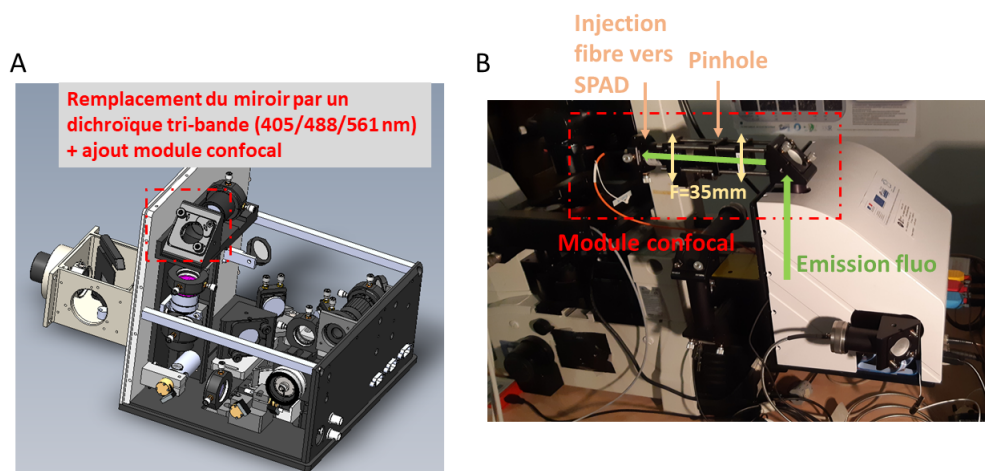 A
Remplacement du miroir par un
dichroïque tri-bande (405/488/561 nm)
+ ajout module confocal
B
Injection
fibre vers
SPAD
Pinhole
F=35mm
Module confocal
Emission fluo